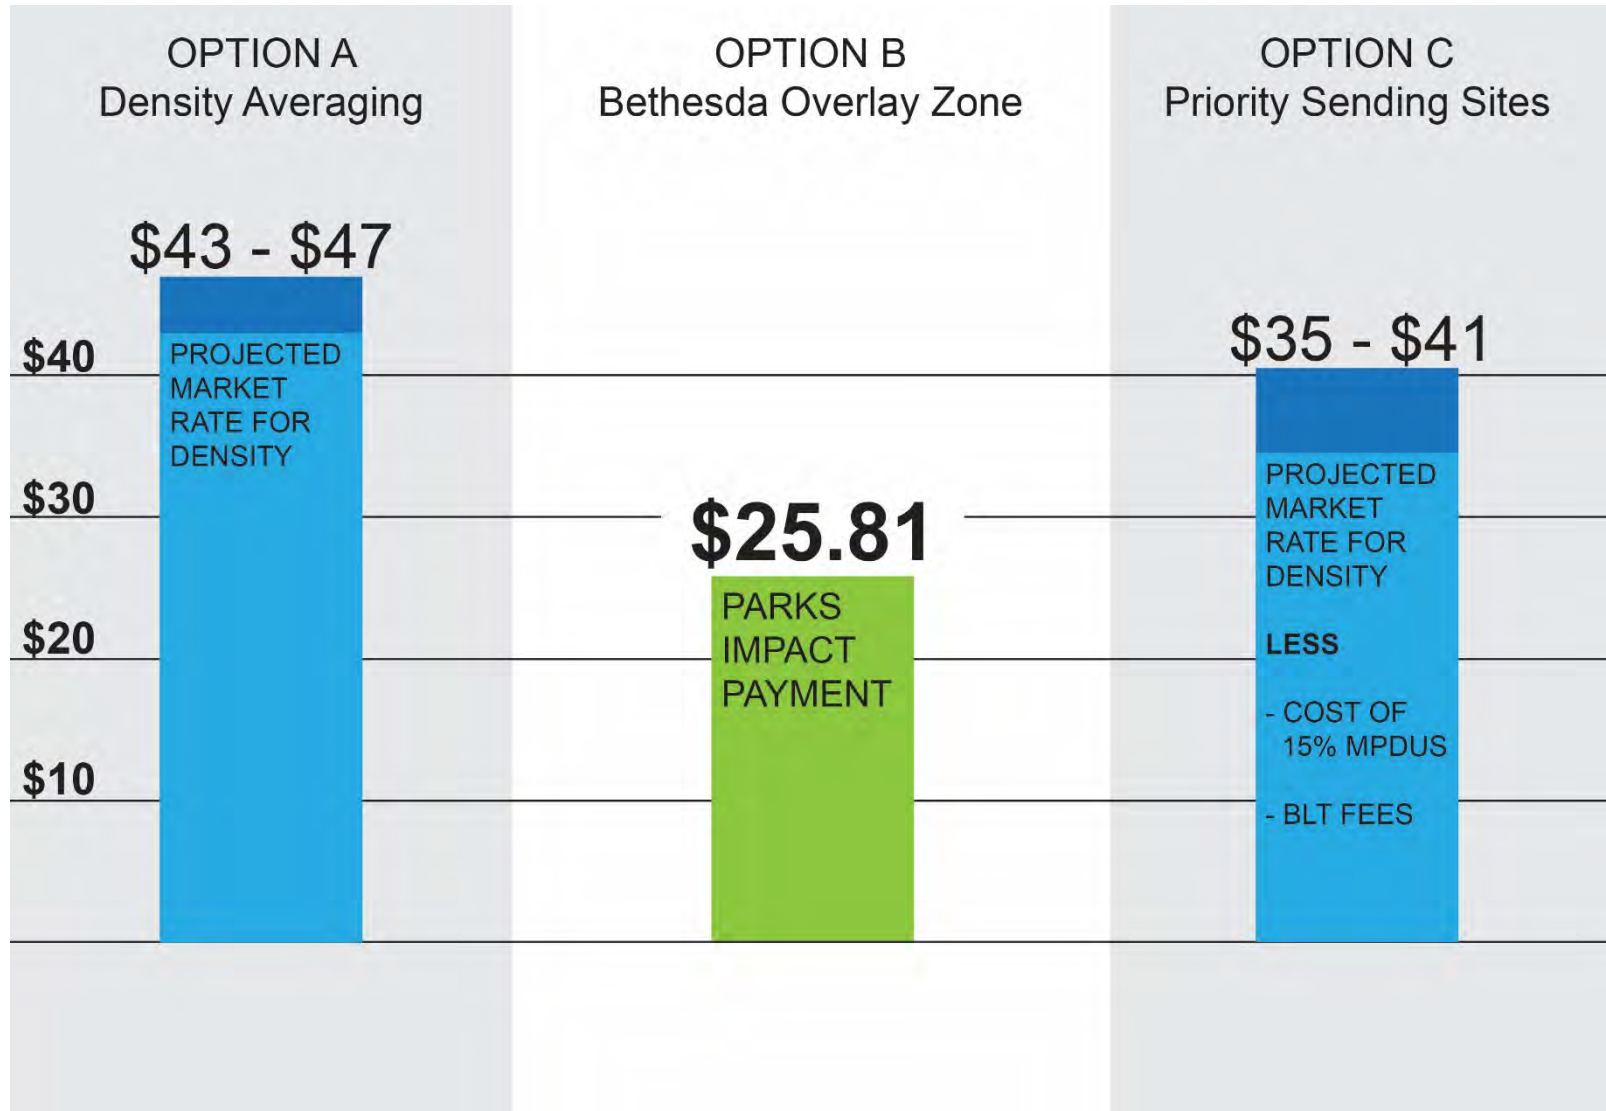 OPTION A
Density Averaging
OPTION B
Bethesda Overlay Zone
OPTION C
Priority Sending Sites
$43 - $47
$25.81
$35 - $41
$40
$30
$20
$10
PROJECTED
MARKET
RATE FOR
DENSITY
PARKS
IMPACT
PAYMENT
PROJECTED
MARKET
RATE FOR
DENSITY
LESS
- COST OF
15% MPDUS
- BLT FEES